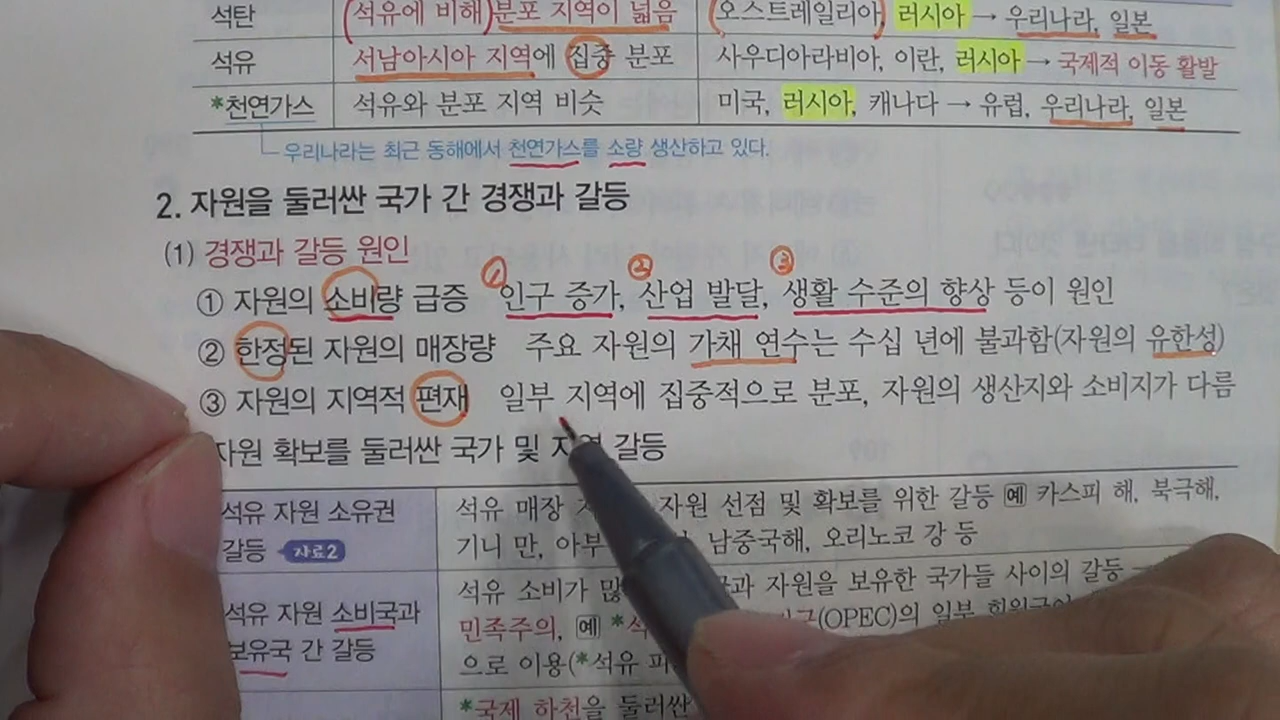 석탄 (석유에 비해)분포 지역이 넓음 (오스트레일리아, 러시아 → 우리나라, 일본
석유 서남아시아 지역에 집중 분포 사우디아라비아, 이란, 러시아 → 국제적 이동 활발
*천연가스 석유와 분포 지역 비슷 미국, 러시아, 캐나다 → 유럽, 우리나라, 일본
우리나라는 최근 동해에서 천연가스를 소량 생산하고 있다.
2. 자원을 둘러싼 국가 간 경쟁과 갈등
(1) 경쟁과 갈등 원인
① ② ③
① 자원의 소비량 급증 인구 증가, 산업 발달, 생활 수준의 향상 등이 원인
② 한정된 자원의 매장량 주요 자원의 가채 연수는 수십 년에 불과함(자원의 유한성)
③ 자원의 지역적 편재 일부 지역에 집중적으로 분포, 자원의 생산지와 소비지가 다름
자원 확보를 둘러싼 국가 및 갈등
석유 자원 소유권 석유 매장 자원 선점 및 확보를 위한 갈등 예 카스피 해, 북극해,
갈등 자료2 기니 만, 남중국해, 오리노코 강 등
석유 자원 소비국과 석유 소비가 자원을 보유한 국가들 사이의 갈등
보유국 간 갈등 민족주의, 예 (OPEC)의 일부
으로 이용(*석유
*국제 하천을 둘러싼